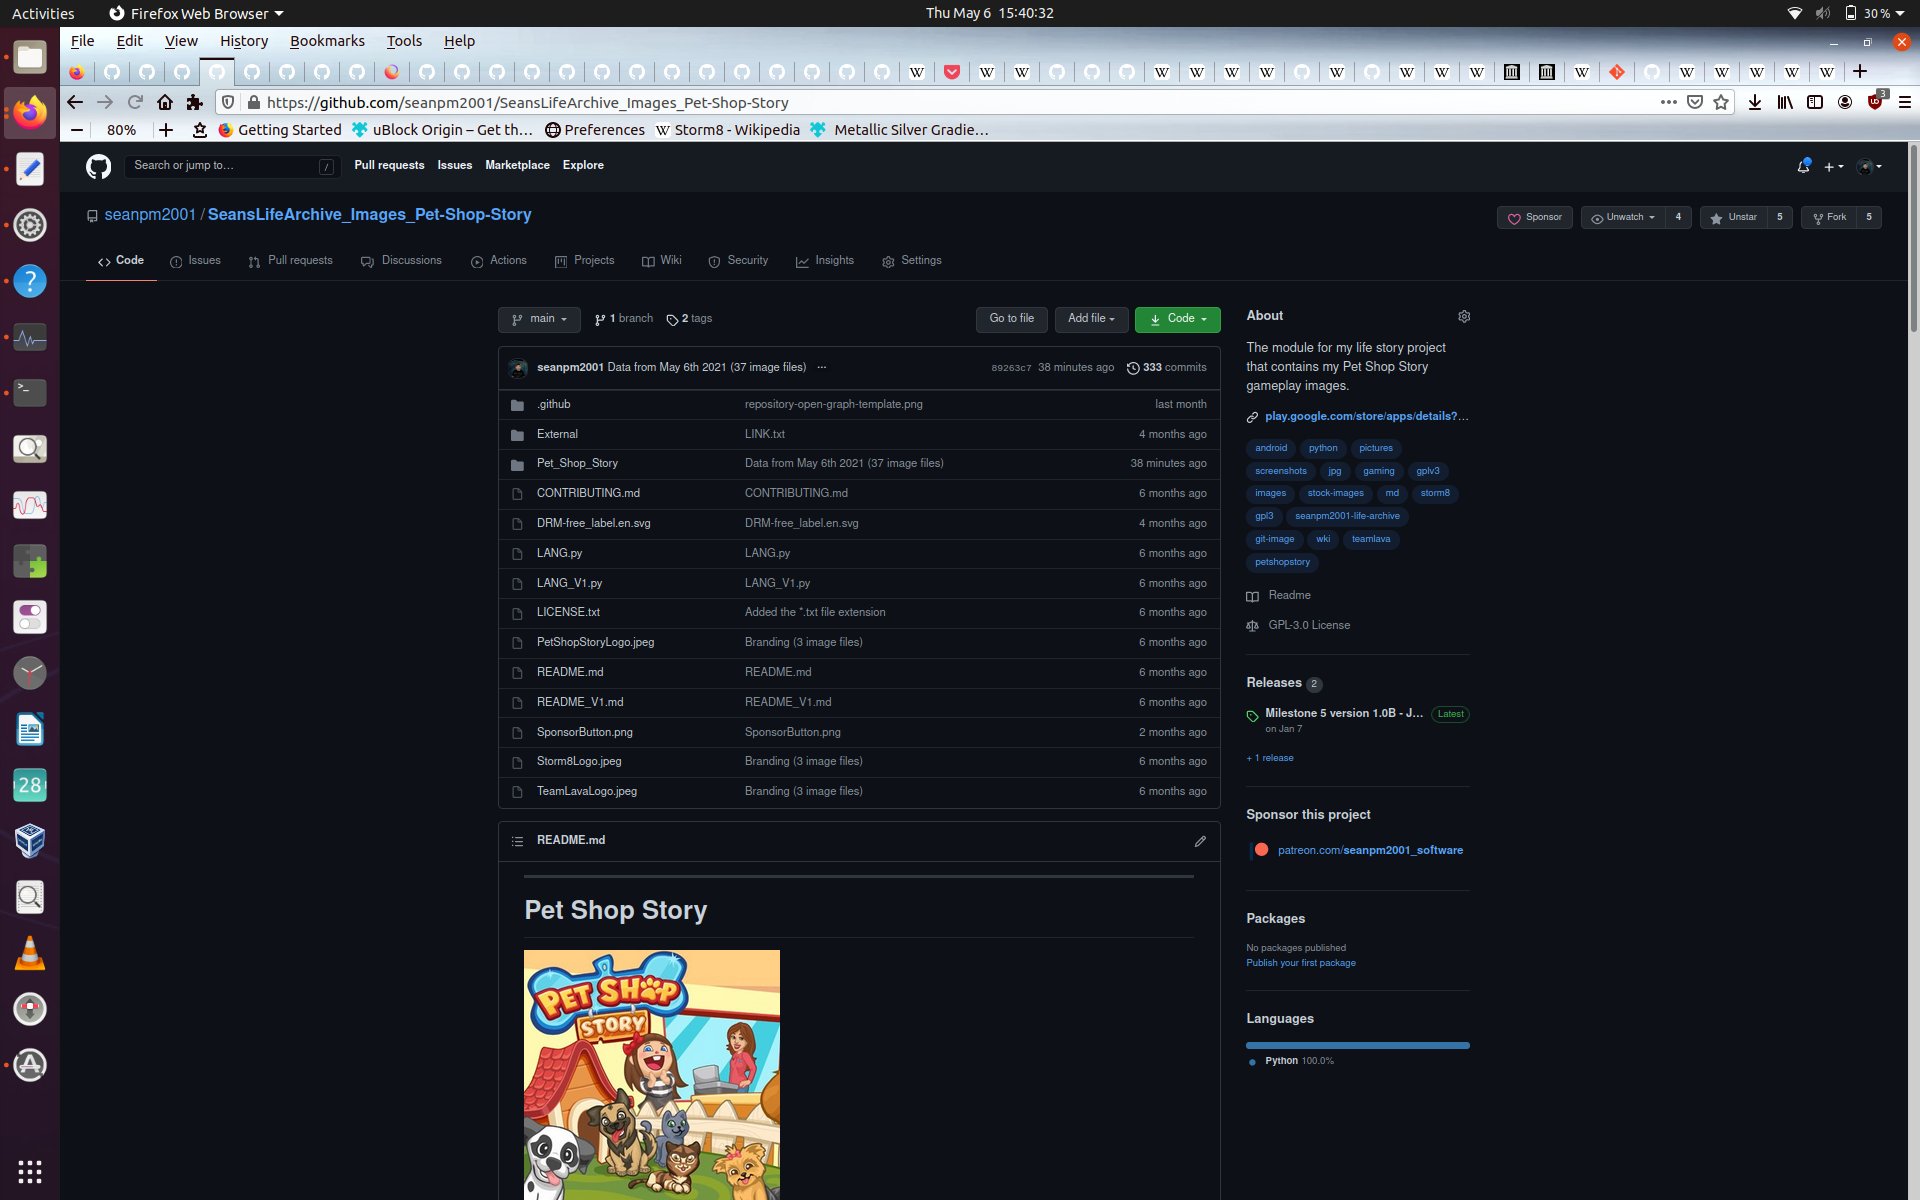 Activities Firefox Web Browser Thu May 6 15:40:32 30 %
File Edit View History Bookmarks Tools Help
https://github.com/seanpm2001/SeansLifeArchive_Images_Pet-Shop-Story 3
80% Getting Started uBlock Origin – Get th… Preferences Storm8 - Wikipedia Metallic Silver Gradie…
Search or jump to… / Pull requests Issues Marketplace Explore
seanpm2001 / SeansLifeArchive_Images_Pet-Shop-Story Sponsor Unwatch 4 Unstar 5 Fork 5
Code Issues Pull requests Discussions Actions Projects Wiki Security Insights Settings
main 1 branch 2 tags Go to file Add file Code
seanpm2001 Data from May 6th 2021 (37 image files) … 89263c7 38 minutes ago 333 commits
.github repository-open-graph-template.png last month
External LINK.txt 4 months ago
Pet_Shop_Story Data from May 6th 2021 (37 image files) 38 minutes ago
CONTRIBUTING.md CONTRIBUTING.md 6 months ago
DRM-free_label.en.svg DRM-free_label.en.svg 4 months ago
LANG.py LANG.py 6 months ago
LANG_V1.py LANG_V1.py 6 months ago
LICENSE.txt Added the *.txt file extension 6 months ago
PetShopStoryLogo.jpeg Branding (3 image files) 6 months ago
README.md README.md 6 months ago
README_V1.md README_V1.md 6 months ago
SponsorButton.png SponsorButton.png 2 months ago
Storm8Logo.jpeg Branding (3 image files) 6 months ago
TeamLavaLogo.jpeg Branding (3 image files) 6 months ago
README.md
Pet Shop Story
PET SHOP
STORY
About
The module for my life story project
that contains my Pet Shop Story
gameplay images.
play.google.com/store/apps/details?…
android python pictures
screenshots jpg gaming gplv3
images stock-images md storm8
gpl3 seanpm2001-life-archive
git-image wki teamlava
petshopstory
Readme
GPL-3.0 License
Releases 2
Milestone 5 version 1.0B - J… Latest
on Jan 7
+ 1 release
Sponsor this project
patreon.com/seanpm2001_software
Packages
No packages published
Publish your first package
Languages
Python 100.0%
28